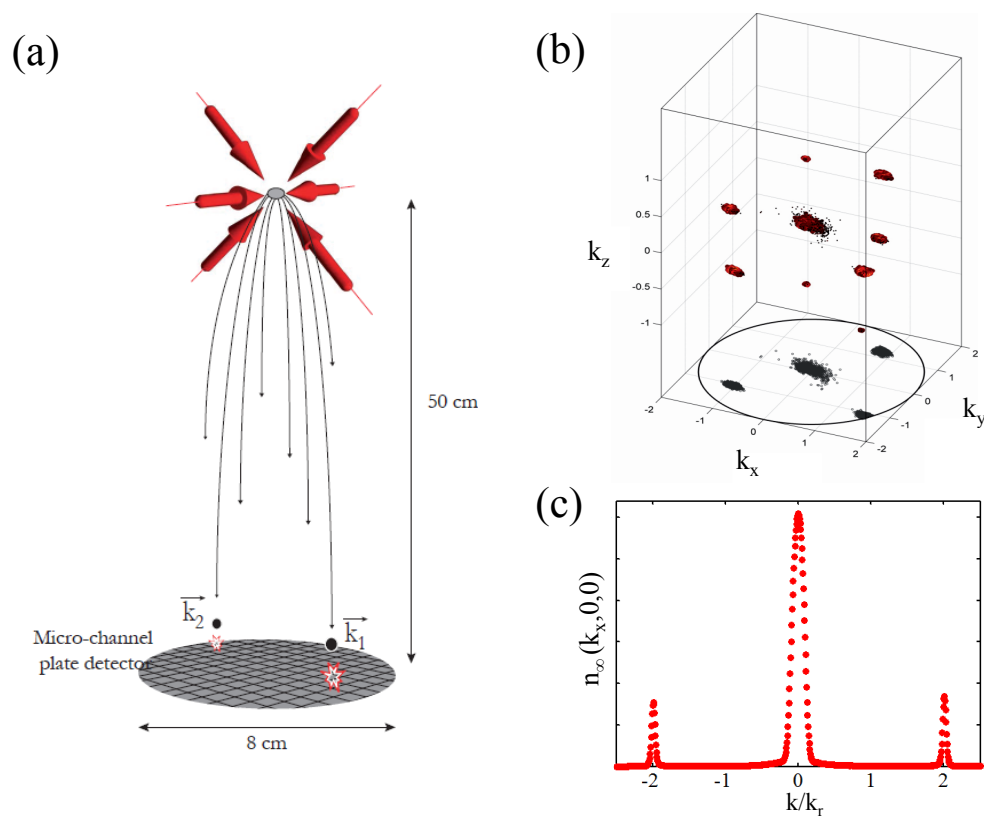 (a)
50 cm
k₂
k₁
Micro-channel
plate detector
8 cm
(b)
1
0.5
0
-0.5
-1
k_z
-2
-1
0
1
2
k_x
-2
-1
0
1
2
k_y
(c)
n_∞(k_x,0,0)
-2
-1
0
1
2
k/k_r